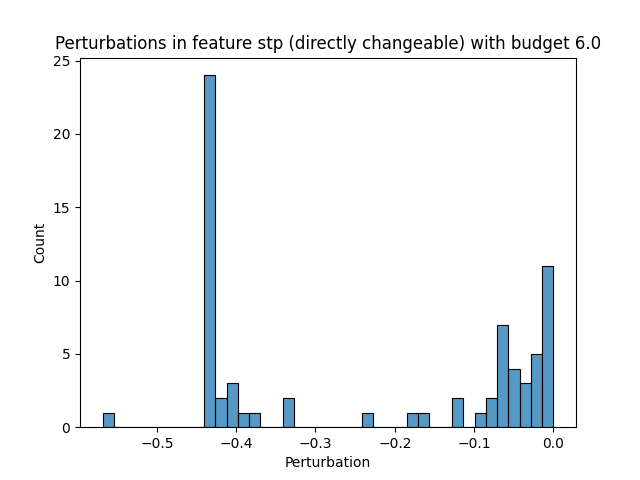 Perturbations in feature stp (directly changeable) with budget 6.0
25
20
15
10
5
0
Count
−0.5 −0.4 −0.3 −0.2 −0.1 0.0
Perturbation